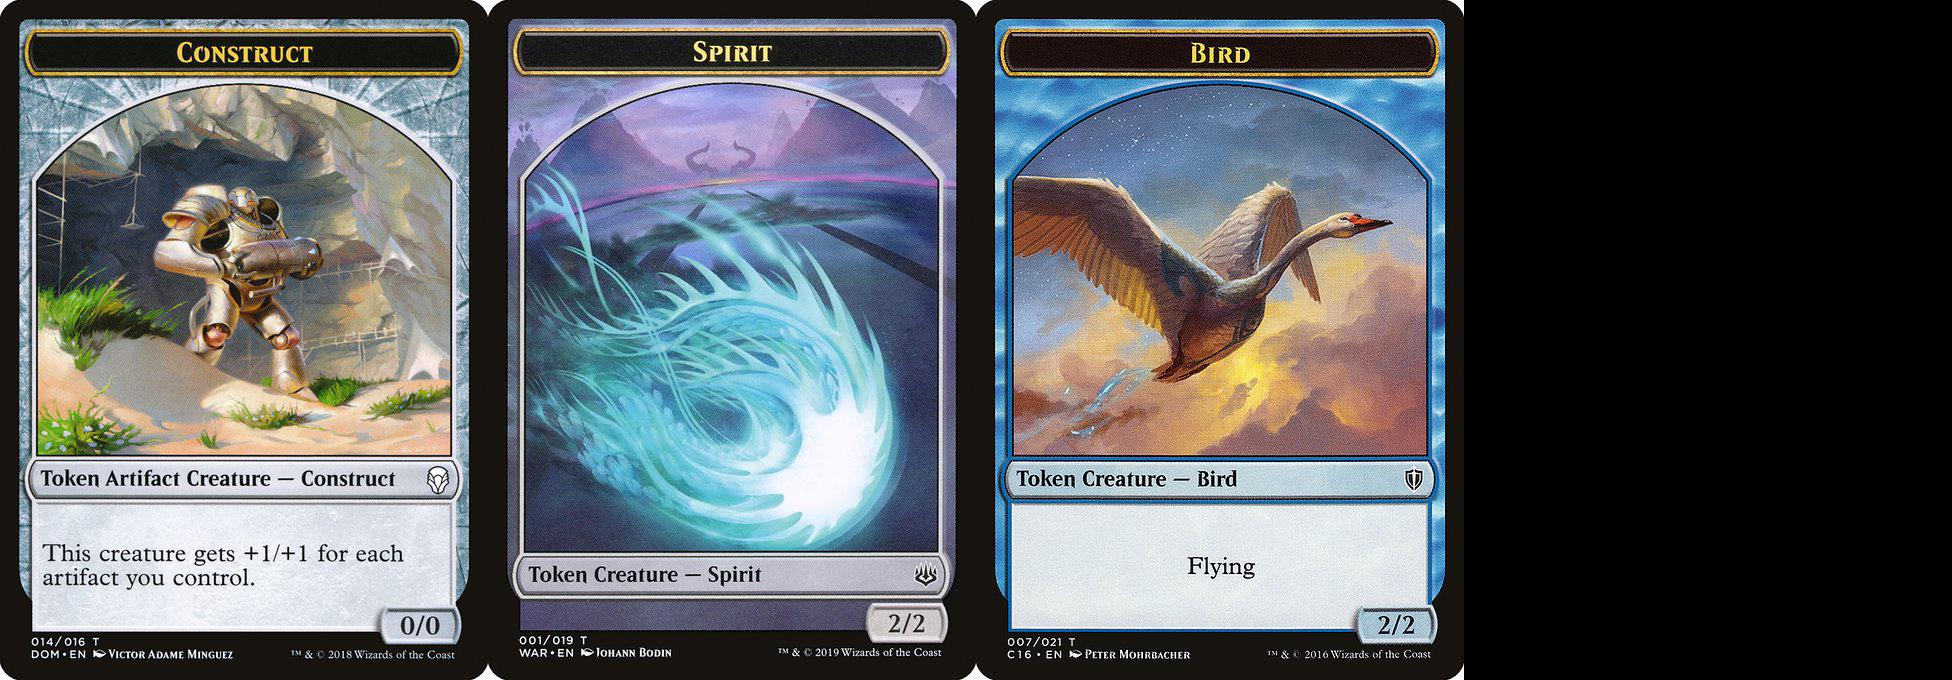 CONSTRUCT
Token Artifact Creature — Construct
This creature gets +1/+1 for each
artifact you control.
0/0
014/016 T
DOM • EN VICTOR ADAME MINGUEZ
™ & © 2018 Wizards of the Coast
SPIRIT
Token Creature — Spirit
2/2
001/019 T
WAR • EN JOHANN BODIN
™ & © 2019 Wizards of the Coast
BIRD
Token Creature — Bird
Flying
2/2
007/021 T
C16 • EN PETER MOHRBACHER
™ & © 2016 Wizards of the Coast